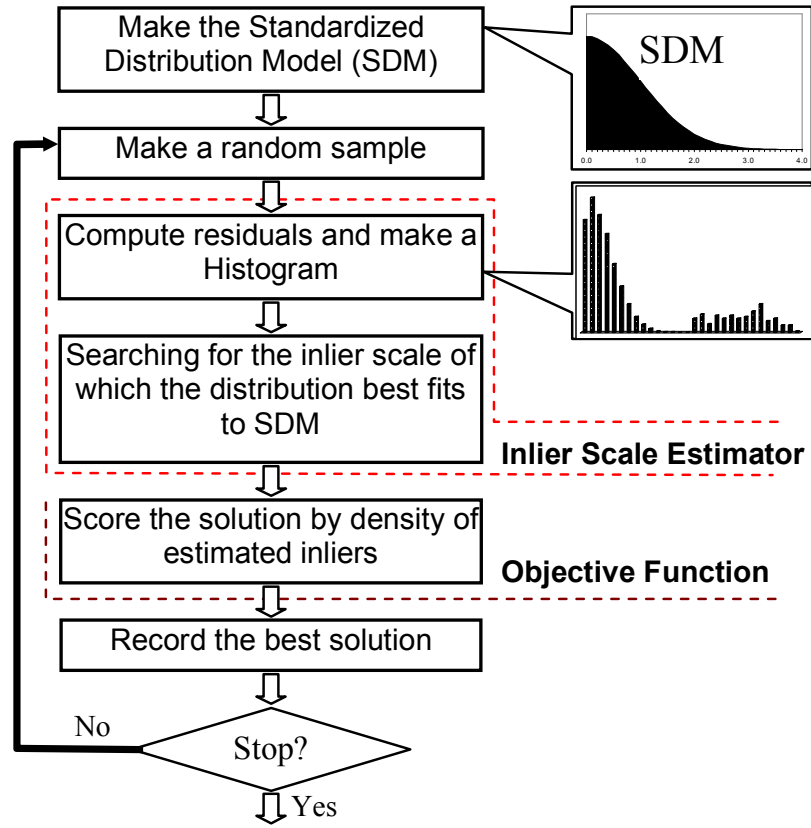 Make the Standardized
Distribution Model (SDM)
SDM
0.0 1.0 2.0 3.0 4.0
Make a random sample
Compute residuals and make a
Histogram
Searching for the inlier scale of
which the distribution best fits
to SDM
Inlier Scale Estimator
Score the solution by density of
estimated inliers
Objective Function
Record the best solution
No
Stop?
Yes